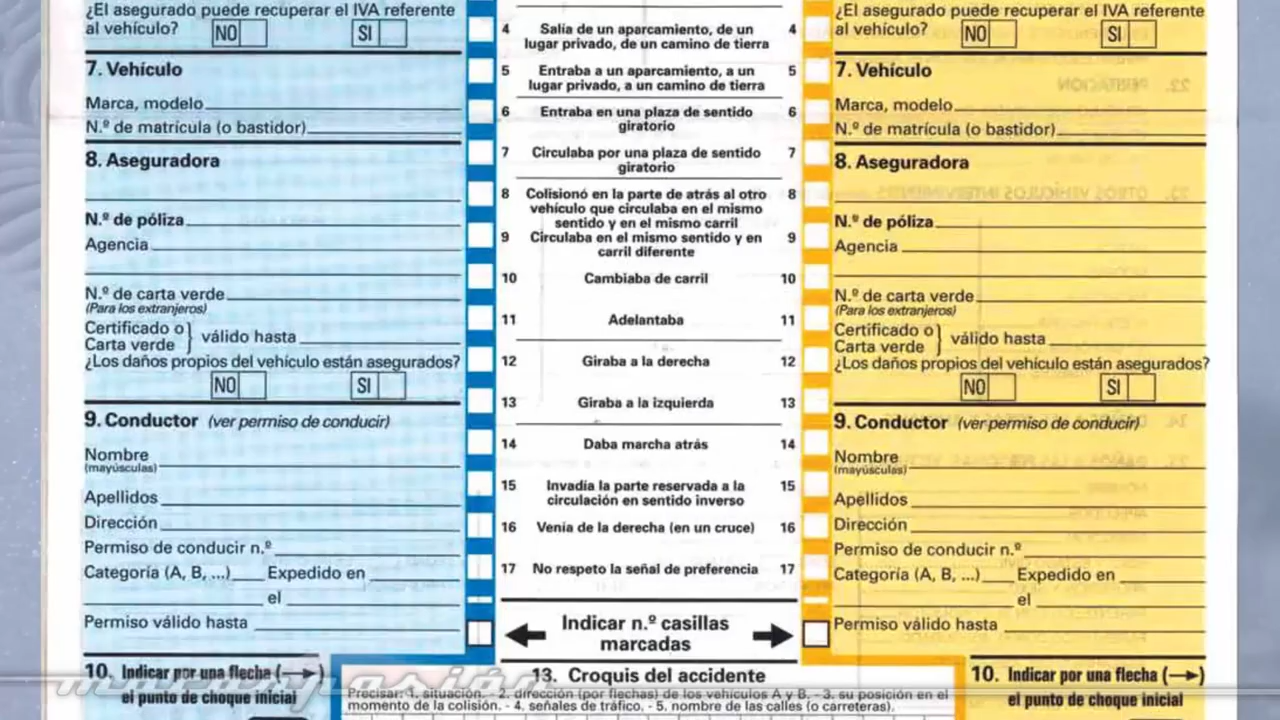 ¿El asegurado puede recuperar el IVA referente
al vehículo? NO SI
7. Vehículo
Marca, modelo
N.º de matrícula (o bastidor)
8. Aseguradora
N.º de póliza
Agencia
N.º de carta verde
(Para los extranjeros)
Certificado o
Carta verde } válido hasta
¿Los daños propios del vehículo están asegurados?
NO SI
9. Conductor (ver permiso de conducir)
Nombre
(mayúsculas)
Apellidos
Dirección
Permiso de conducir n.º
Categoría (A, B, ...) Expedido en
el
Permiso válido hasta
10. Indicar por una flecha (→)
el punto de choque inicial
4 Salía de un aparcamiento, de un 4
lugar privado, de un camino de tierra
5 Entraba a un aparcamiento, a un 5
lugar privado, a un camino de tierra
6 Entraba en una plaza de sentido 6
giratorio
7 Circulaba por una plaza de sentido 7
giratorio
8 Colisionó en la parte de atrás al otro 8
vehículo que circulaba en el mismo
sentido y en el mismo carril
9 Circulaba en el mismo sentido y en 9
carril diferente
10 Cambiaba de carril 10
11 Adelantaba 11
12 Giraba a la derecha 12
13 Giraba a la izquierda 13
14 Daba marcha atrás 14
15 Invadía la parte reservada a la 15
circulación en sentido inverso
16 Venía de la derecha (en un cruce) 16
17 No respeto la señal de preferencia 17
Indicar n.º casillas
marcadas
13. Croquis del accidente
Precisar: 1. situación. - 2. dirección (por flechas) de los vehículos A y B. - 3. su posición en el
momento de la colisión. - 4. señales de tráfico. - 5. nombre de las calles (o carreteras).
¿El asegurado puede recuperar el IVA referente
al vehículo? NO SI
7. Vehículo
Marca, modelo
N.º de matrícula (o bastidor)
8. Aseguradora
N.º de póliza
Agencia
N.º de carta verde
(Para los extranjeros)
Certificado o
Carta verde } válido hasta
¿Los daños propios del vehículo están asegurados?
NO SI
9. Conductor (ver permiso de conducir)
Nombre
(mayúsculas)
Apellidos
Dirección
Permiso de conducir n.º
Categoría (A, B, ...) Expedido en
el
Permiso válido hasta
10. Indicar por una flecha (→)
el punto de choque inicial